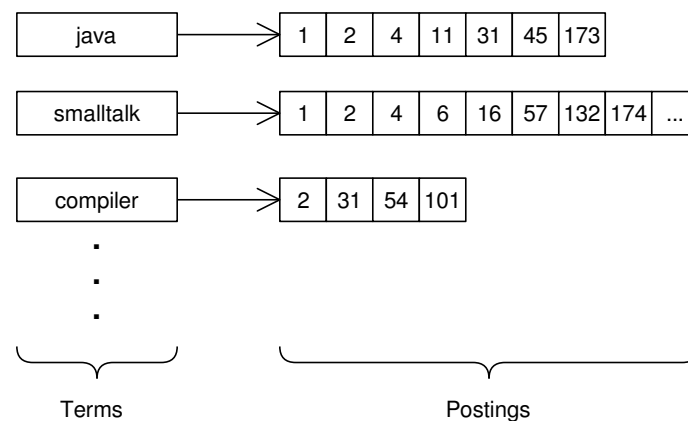 java 1 2 4 11 31 45 173
smalltalk 1 2 4 6 16 57 132 174 ...
compiler 2 31 54 101
Terms Postings